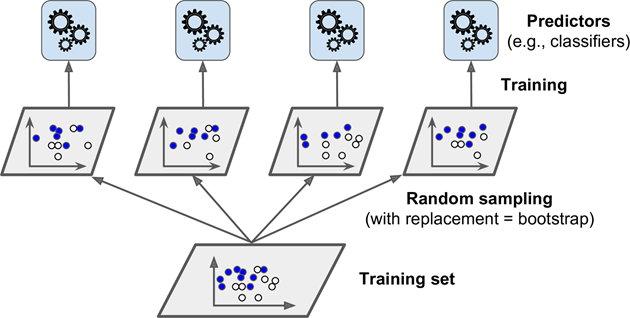 Predictors
(e.g., classifiers)
Training
Random sampling
(with replacement = bootstrap)
Training set